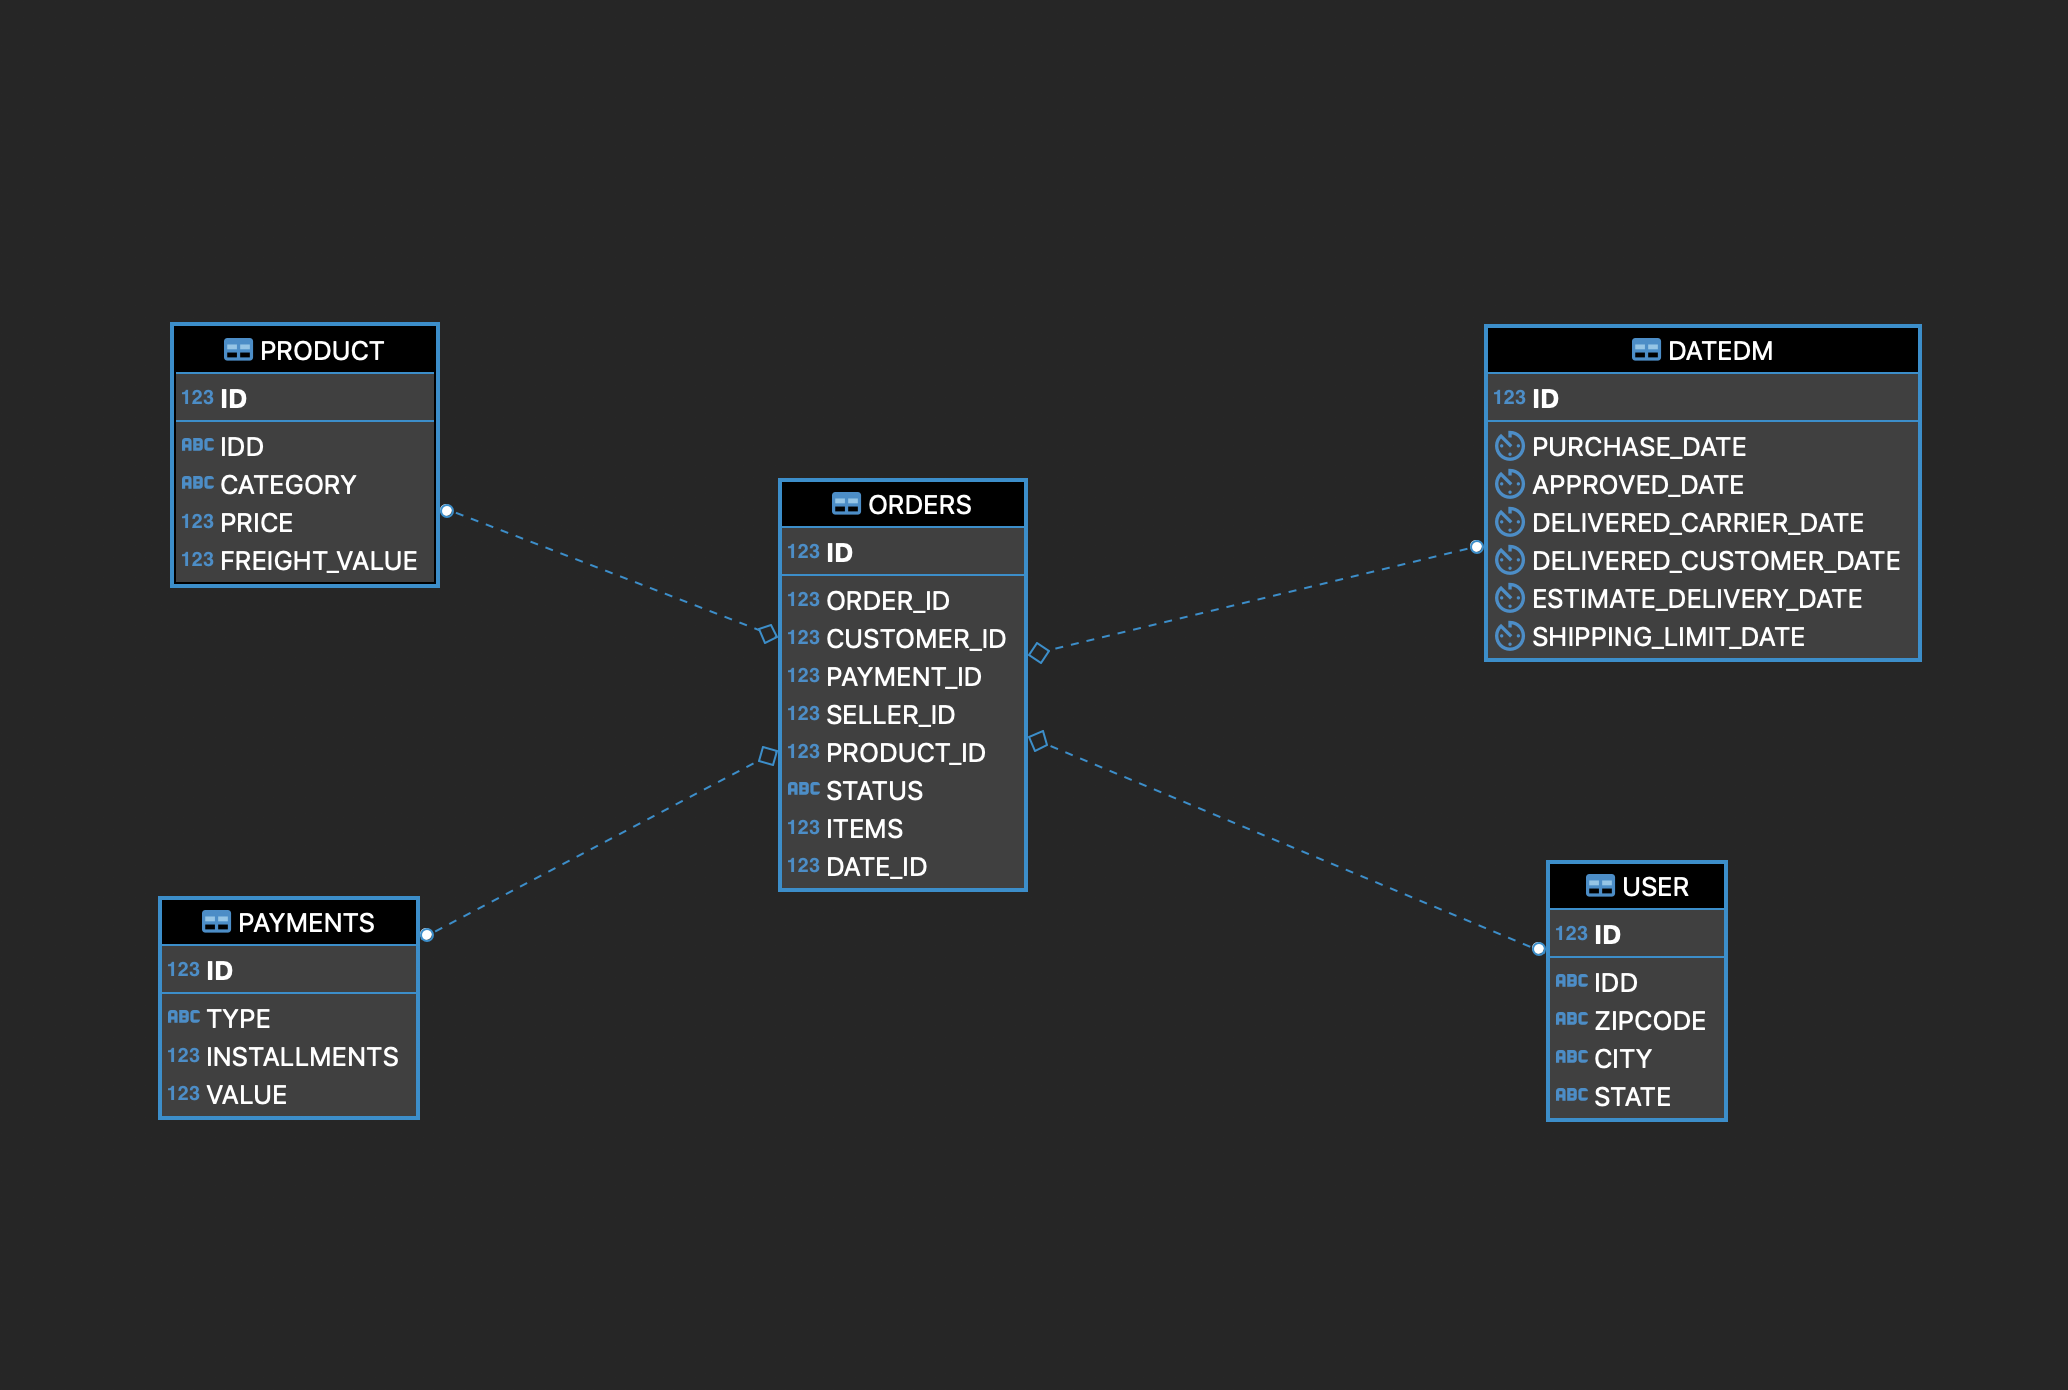 PRODUCT
123 ID
ABC IDD
ABC CATEGORY
123 PRICE
123 FREIGHT_VALUE
ORDERS
123 ID
123 ORDER_ID
123 CUSTOMER_ID
123 PAYMENT_ID
123 SELLER_ID
123 PRODUCT_ID
ABC STATUS
123 ITEMS
123 DATE_ID
DATEDM
123 ID
PURCHASE_DATE
APPROVED_DATE
DELIVERED_CARRIER_DATE
DELIVERED_CUSTOMER_DATE
ESTIMATE_DELIVERY_DATE
SHIPPING_LIMIT_DATE
PAYMENTS
123 ID
ABC TYPE
123 INSTALLMENTS
123 VALUE
USER
123 ID
ABC IDD
ABC ZIPCODE
ABC CITY
ABC STATE